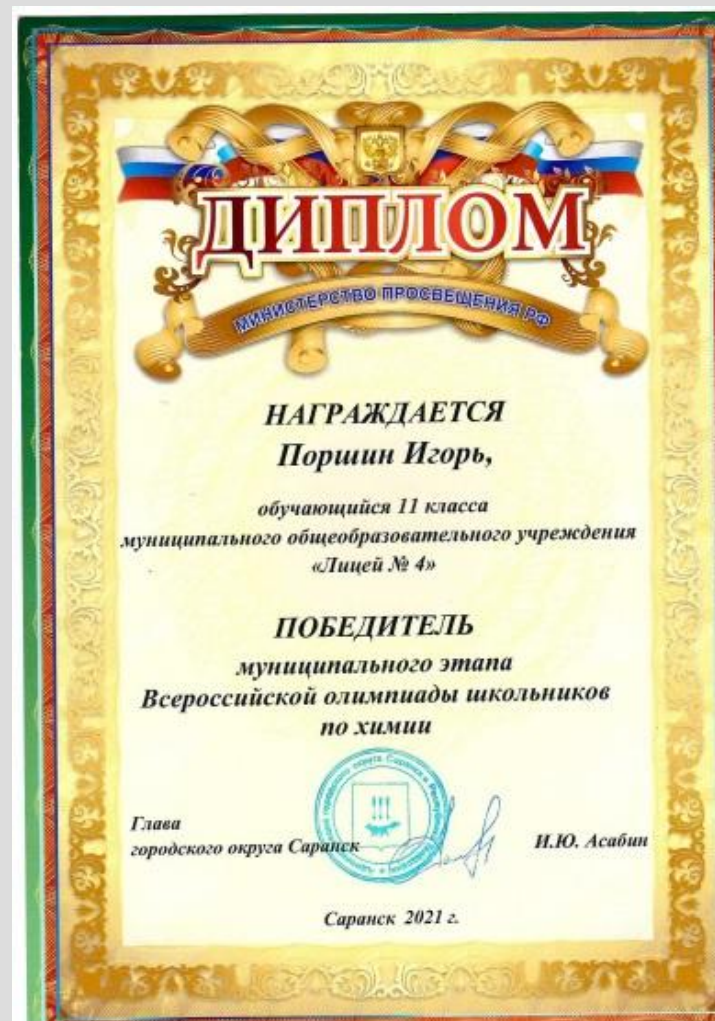 ДИПЛОМ
МИНИСТЕРСТВО ПРОСВЕЩЕНИЯ РФ
НАГРАЖДАЕТСЯ
Поршин Игорь,
обучающийся 11 класса
муниципального общеобразовательного учреждения
«Лицей № 4»
ПОБЕДИТЕЛЬ
муниципального этапа
Всероссийской олимпиады школьников
по химии
Глава
городского округа Саранск
И.Ю. Асабин
Саранск 2021 г.